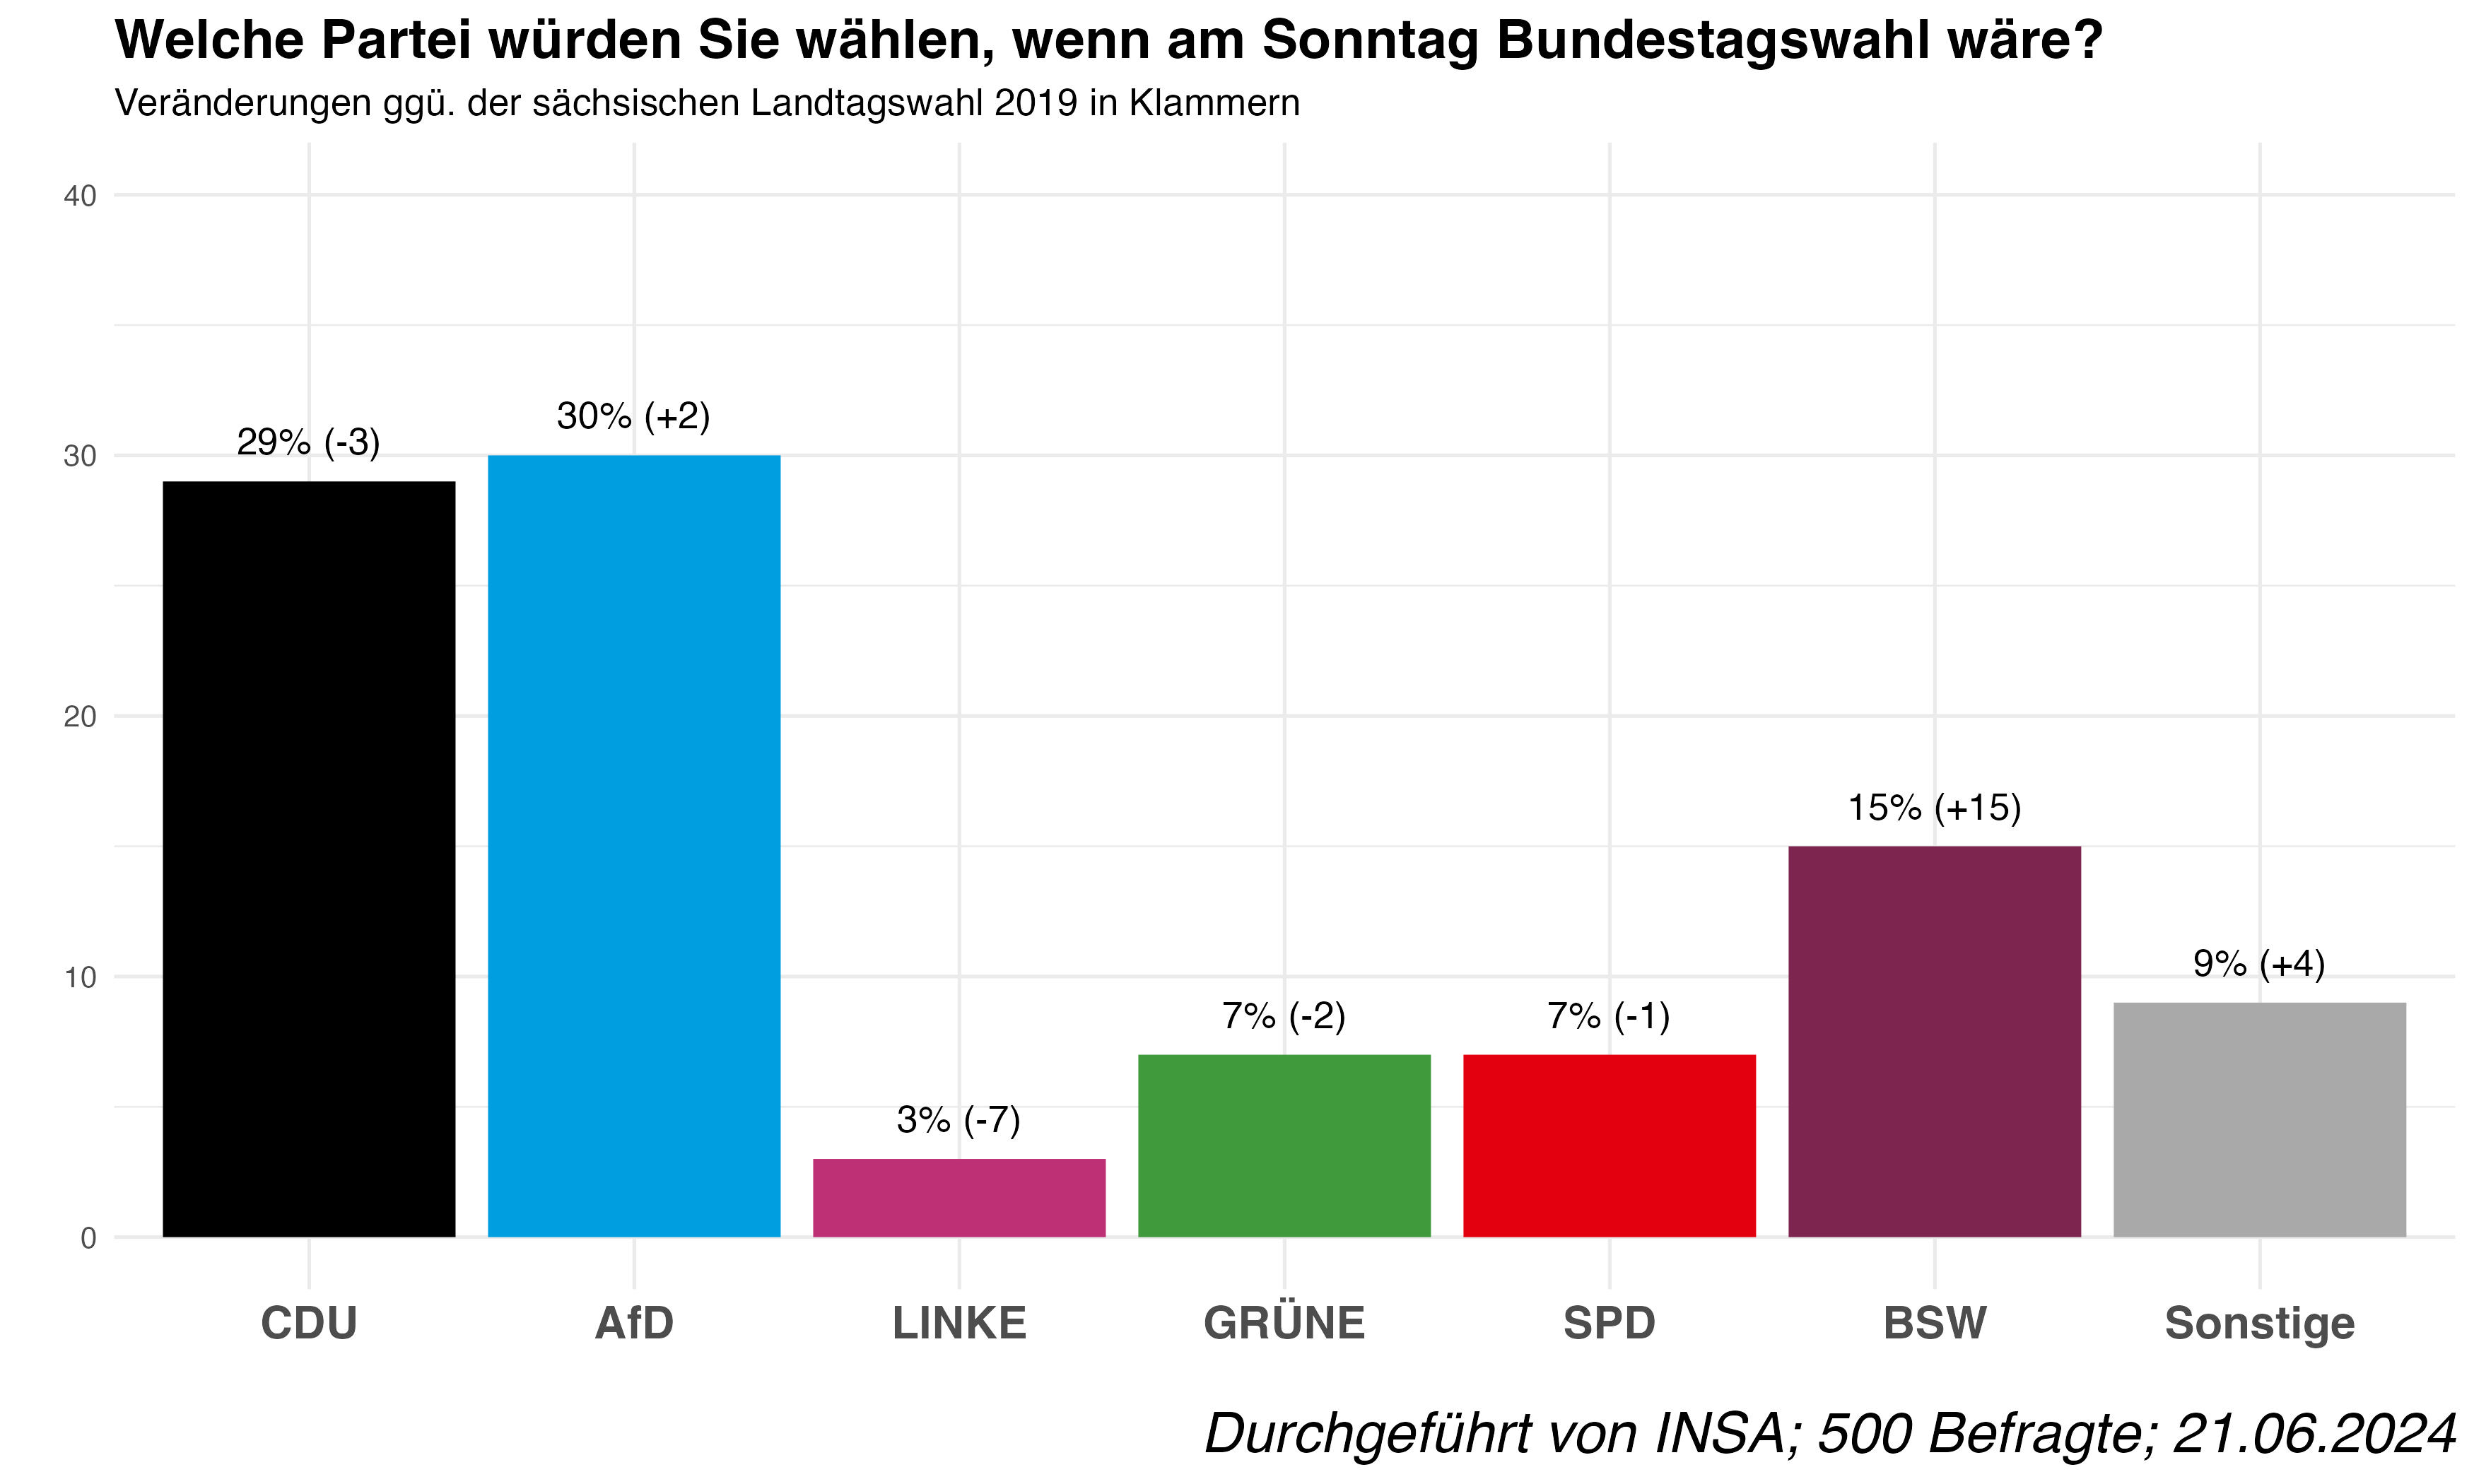 Welche Partei würden Sie wählen, wenn am Sonntag Bundestagswahl wäre?
Veränderungen ggü. der sächsischen Landtagswahl 2019 in Klammern
40
30
20
10
0
29% (-3)
30% (+2)
3% (-7)
7% (-2)
7% (-1)
15% (+15)
9% (+4)
CDU
AfD
LINKE
GRÜNE
SPD
BSW
Sonstige
Durchgeführt von INSA; 500 Befragte; 21.06.2024